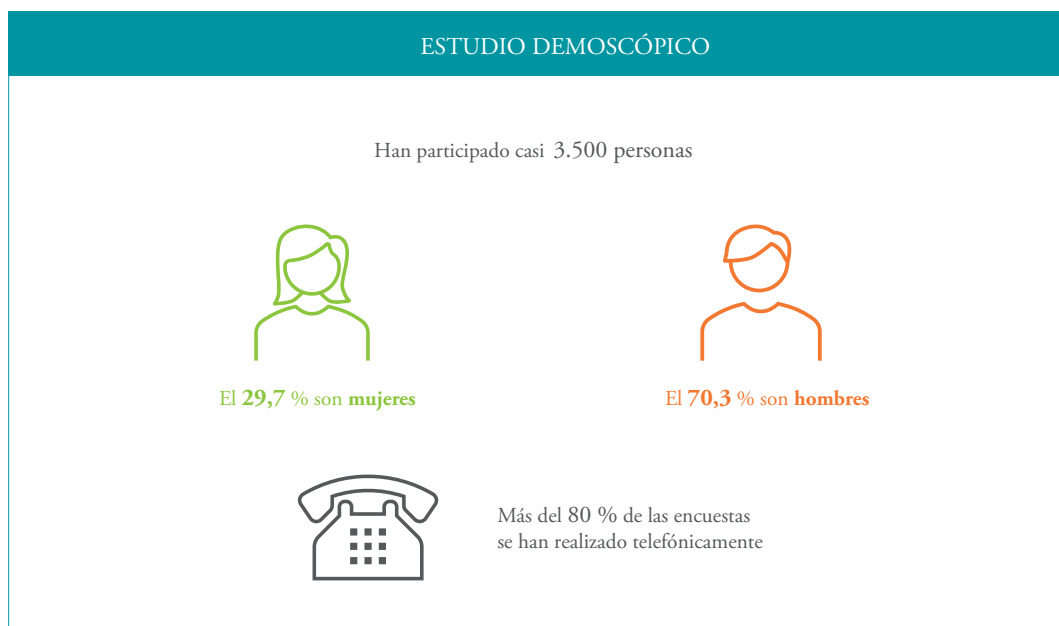 ESTUDIO DEMOSCÓPICO
Han participado casi 3.500 personas
El 29,7 % son mujeres
El 70,3 % son hombres
Más del 80 % de las encuestas
se han realizado telefónicamente